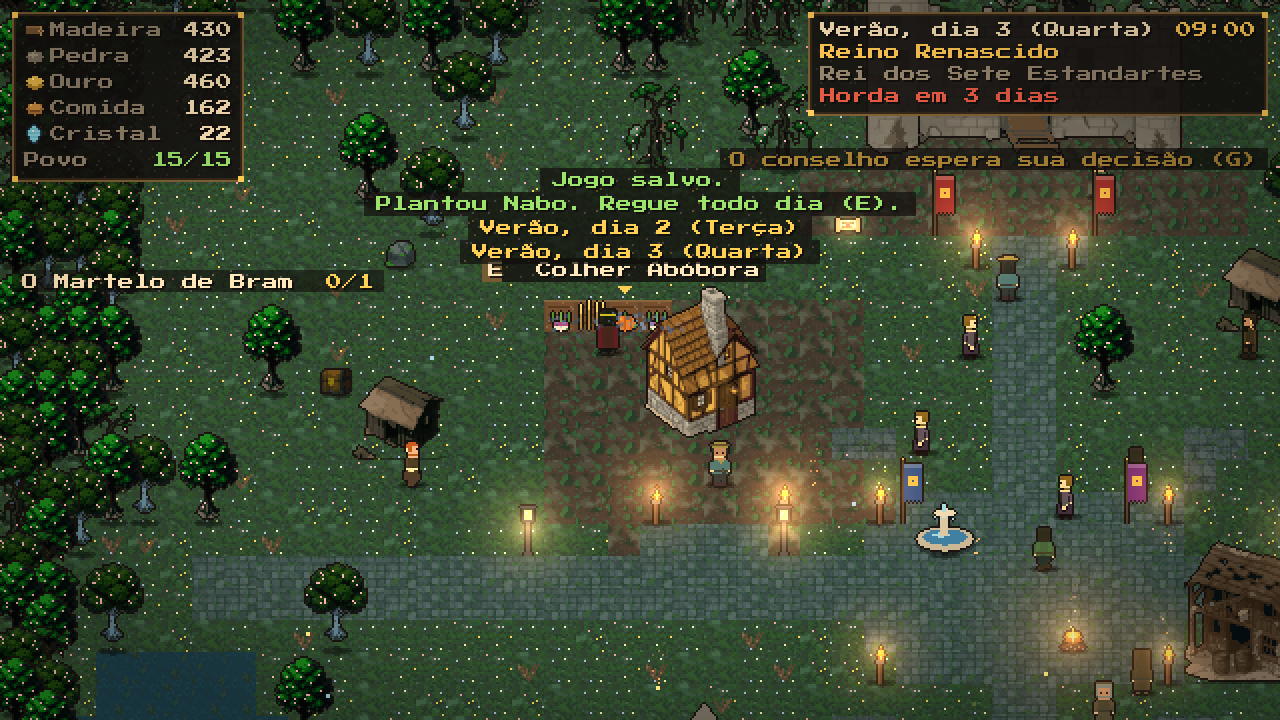 Madeira 430
Pedra 423
Ouro 460
Comida 162
Cristal 22
Povo 15/15
Verão, dia 3 (Quarta) 09:00
Reino Renascido
Rei dos Sete Estandartes
Horda em 3 dias
O conselho espera sua decisão (G)
Jogo salvo.
Plantou Nabo. Regue todo dia (E).
Verão, dia 2 (Terça)
Verão, dia 3 (Quarta)
E Colher Abóbora
O Martelo de Bram 0/1